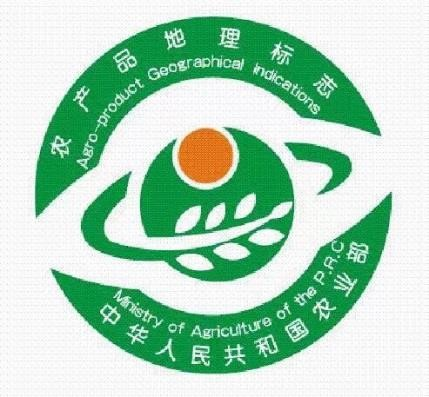 农产品地理标志
Agro-product Geographical Indications
Ministry of Agriculture of the P.R.C
中华人民共和国农业部